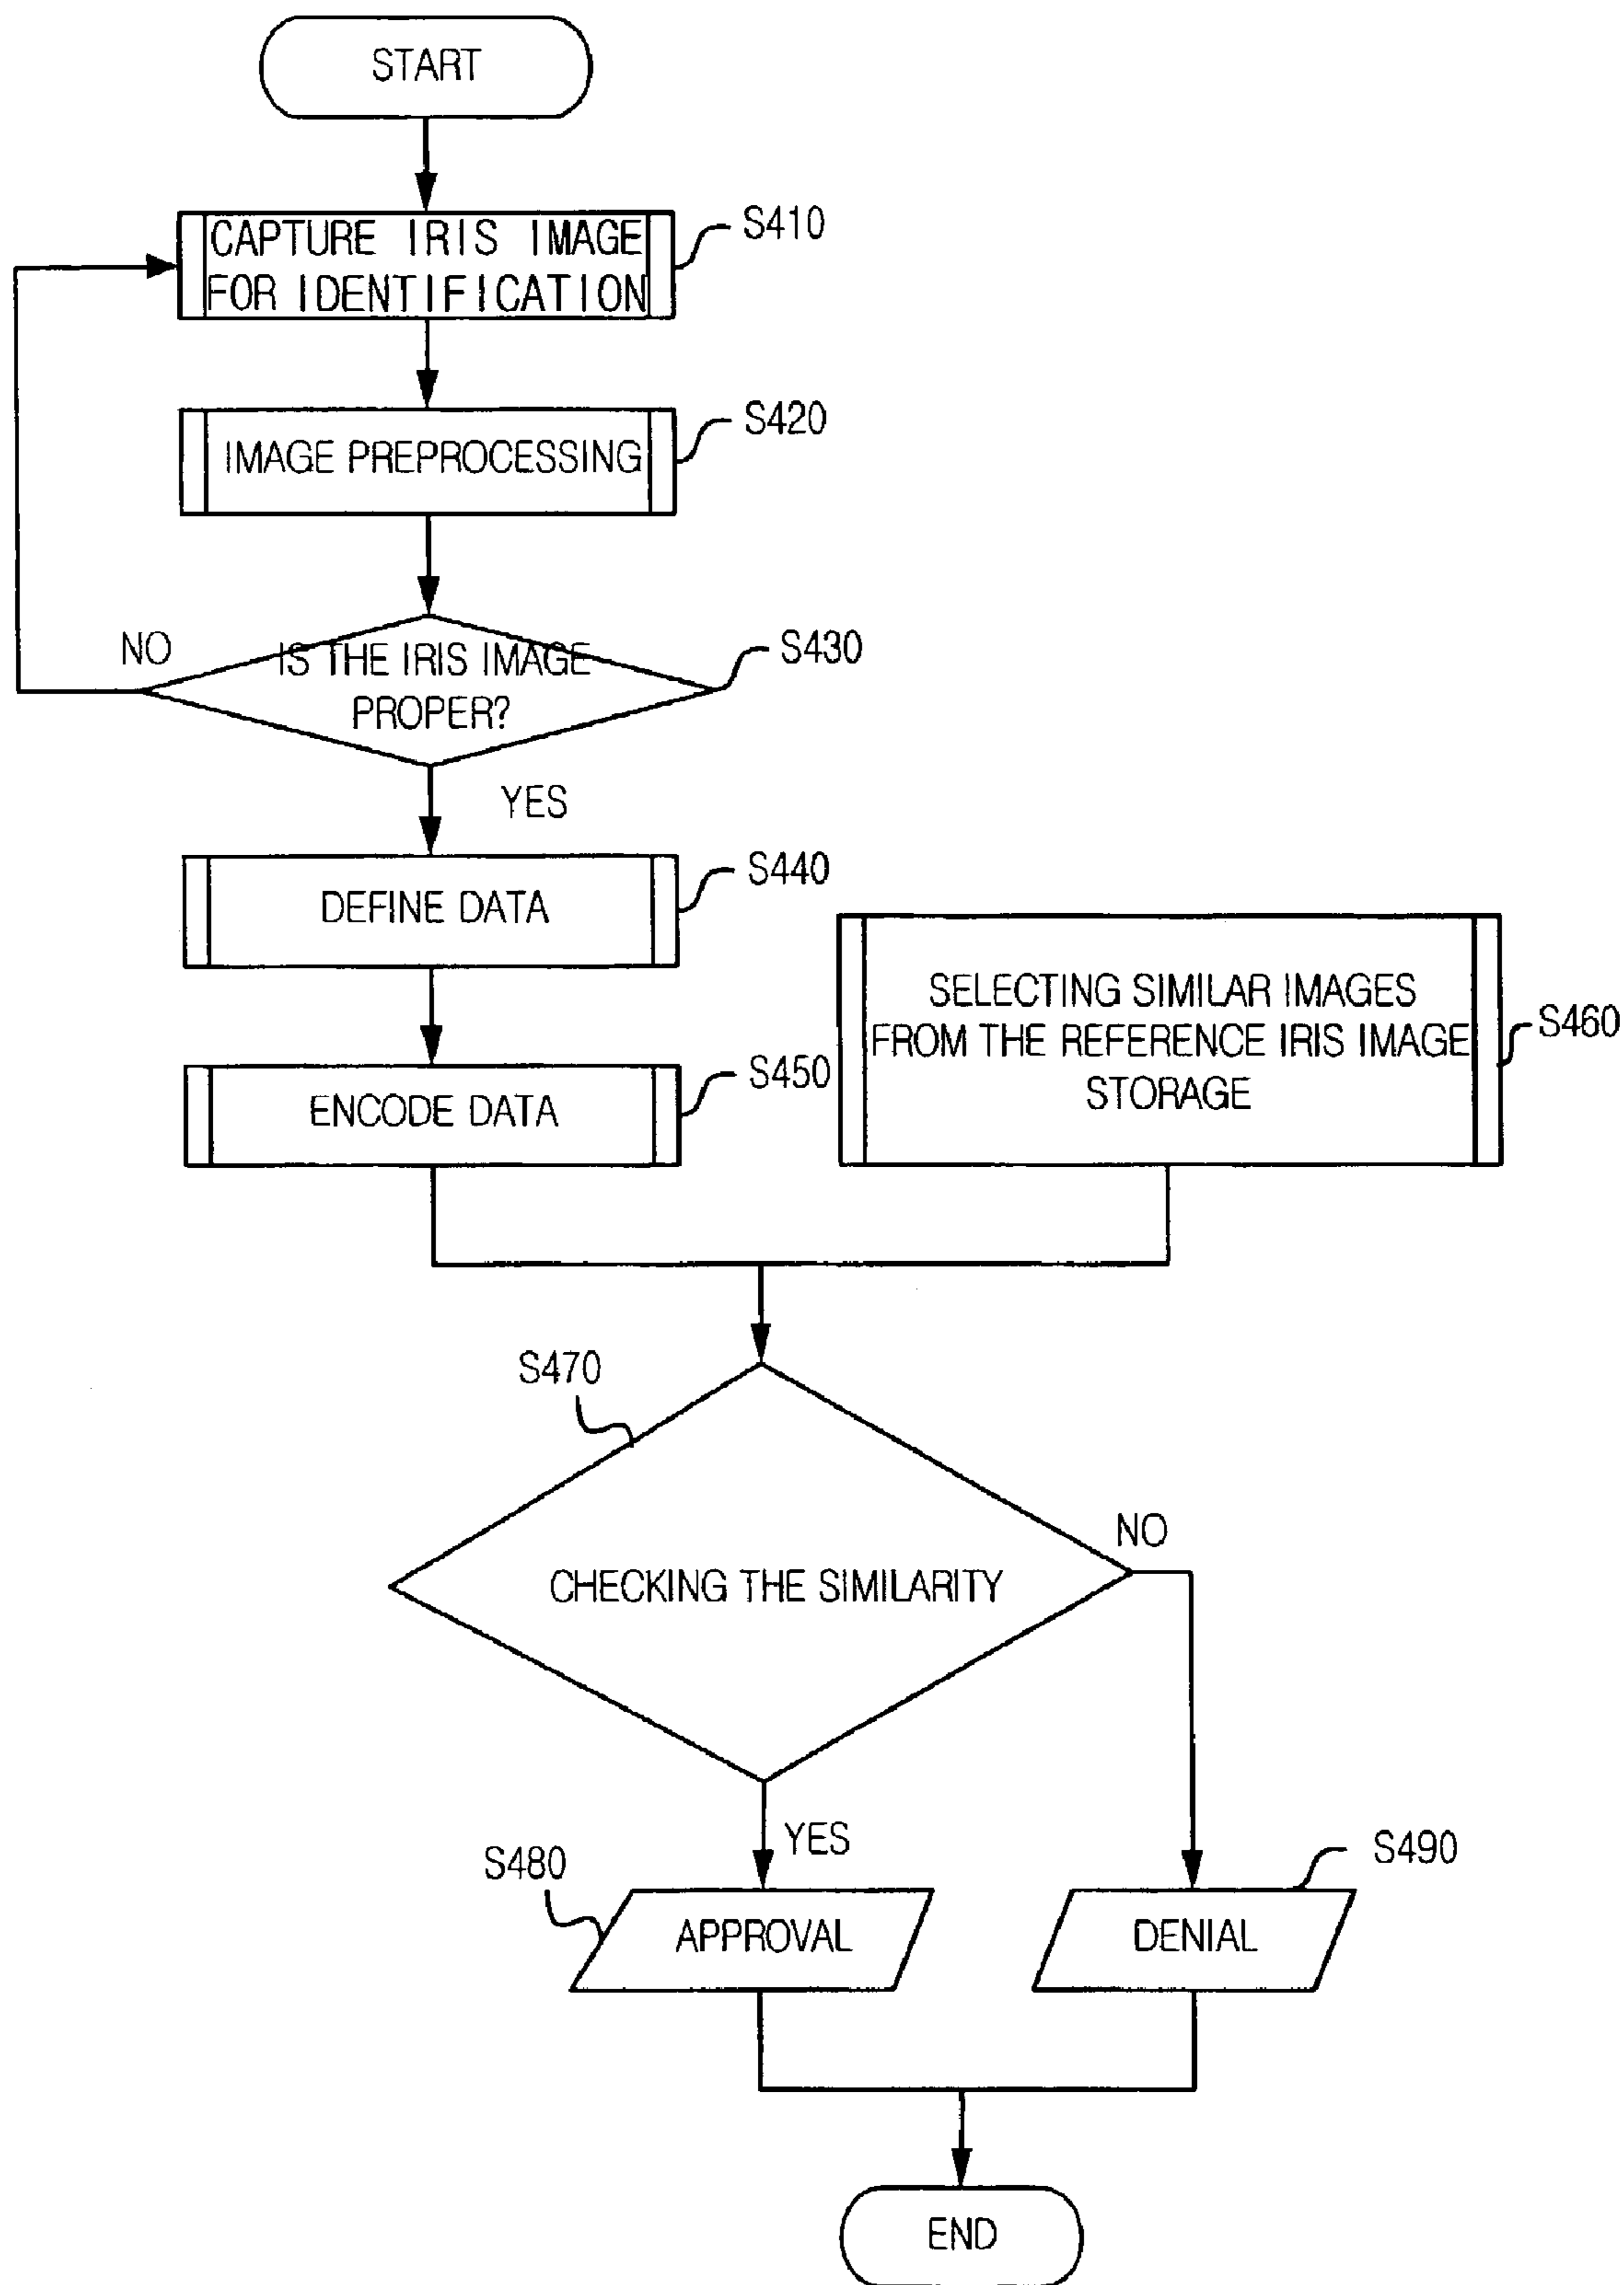 START
CAPTURE IRIS IMAGE
FOR IDENTIFICATION
S410
IMAGE PREPROCESSING
S420
NO
IS THE IRIS IMAGE
PROPER?
S430
YES
DEFINE DATA
S440
ENCODE DATA
S450
SELECTING SIMILAR IMAGES
FROM THE REFERENCE IRIS IMAGE
STORAGE
S460
S470
CHECKING THE SIMILARITY
NO
YES
S480
APPROVAL
S490
DENIAL
END